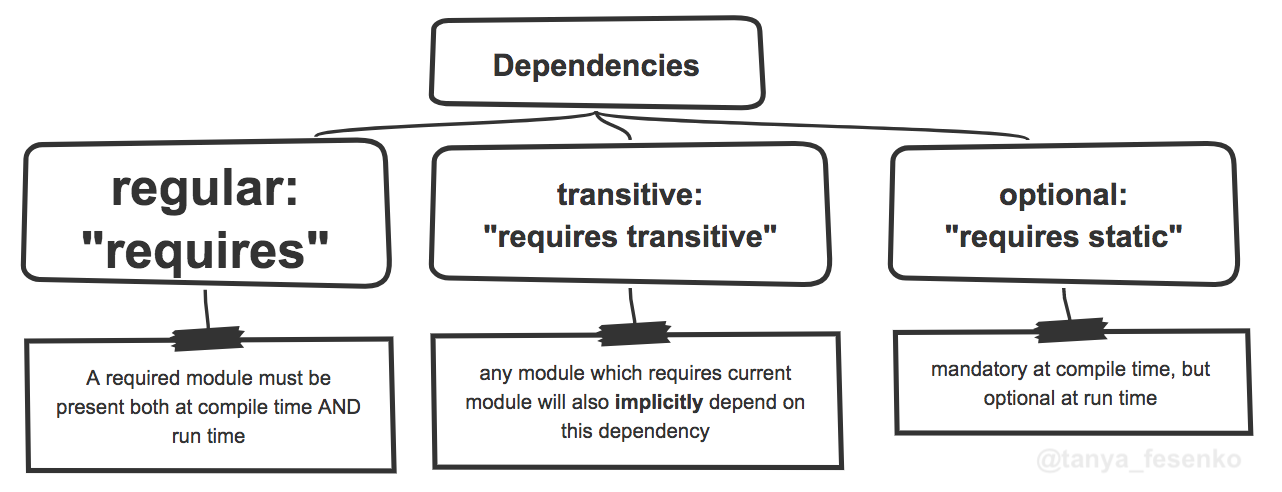 Dependencies
regular:
"requires"
transitive:
"requires transitive"
optional:
"requires static"
A required module must be
present both at compile time AND
run time
any module which requires current
module will also implicitly depend on
this dependency
mandatory at compile time, but
optional at run time
@tanya_fesenko